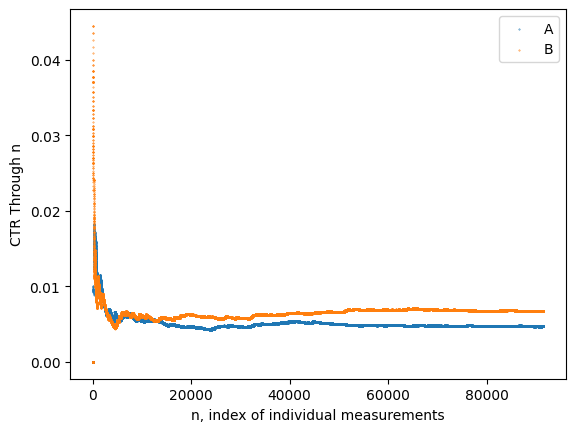 A
B
0.04
0.03
0.02
0.01
0.00
CTR Through n
0
20000
40000
60000
80000
n, index of individual measurements